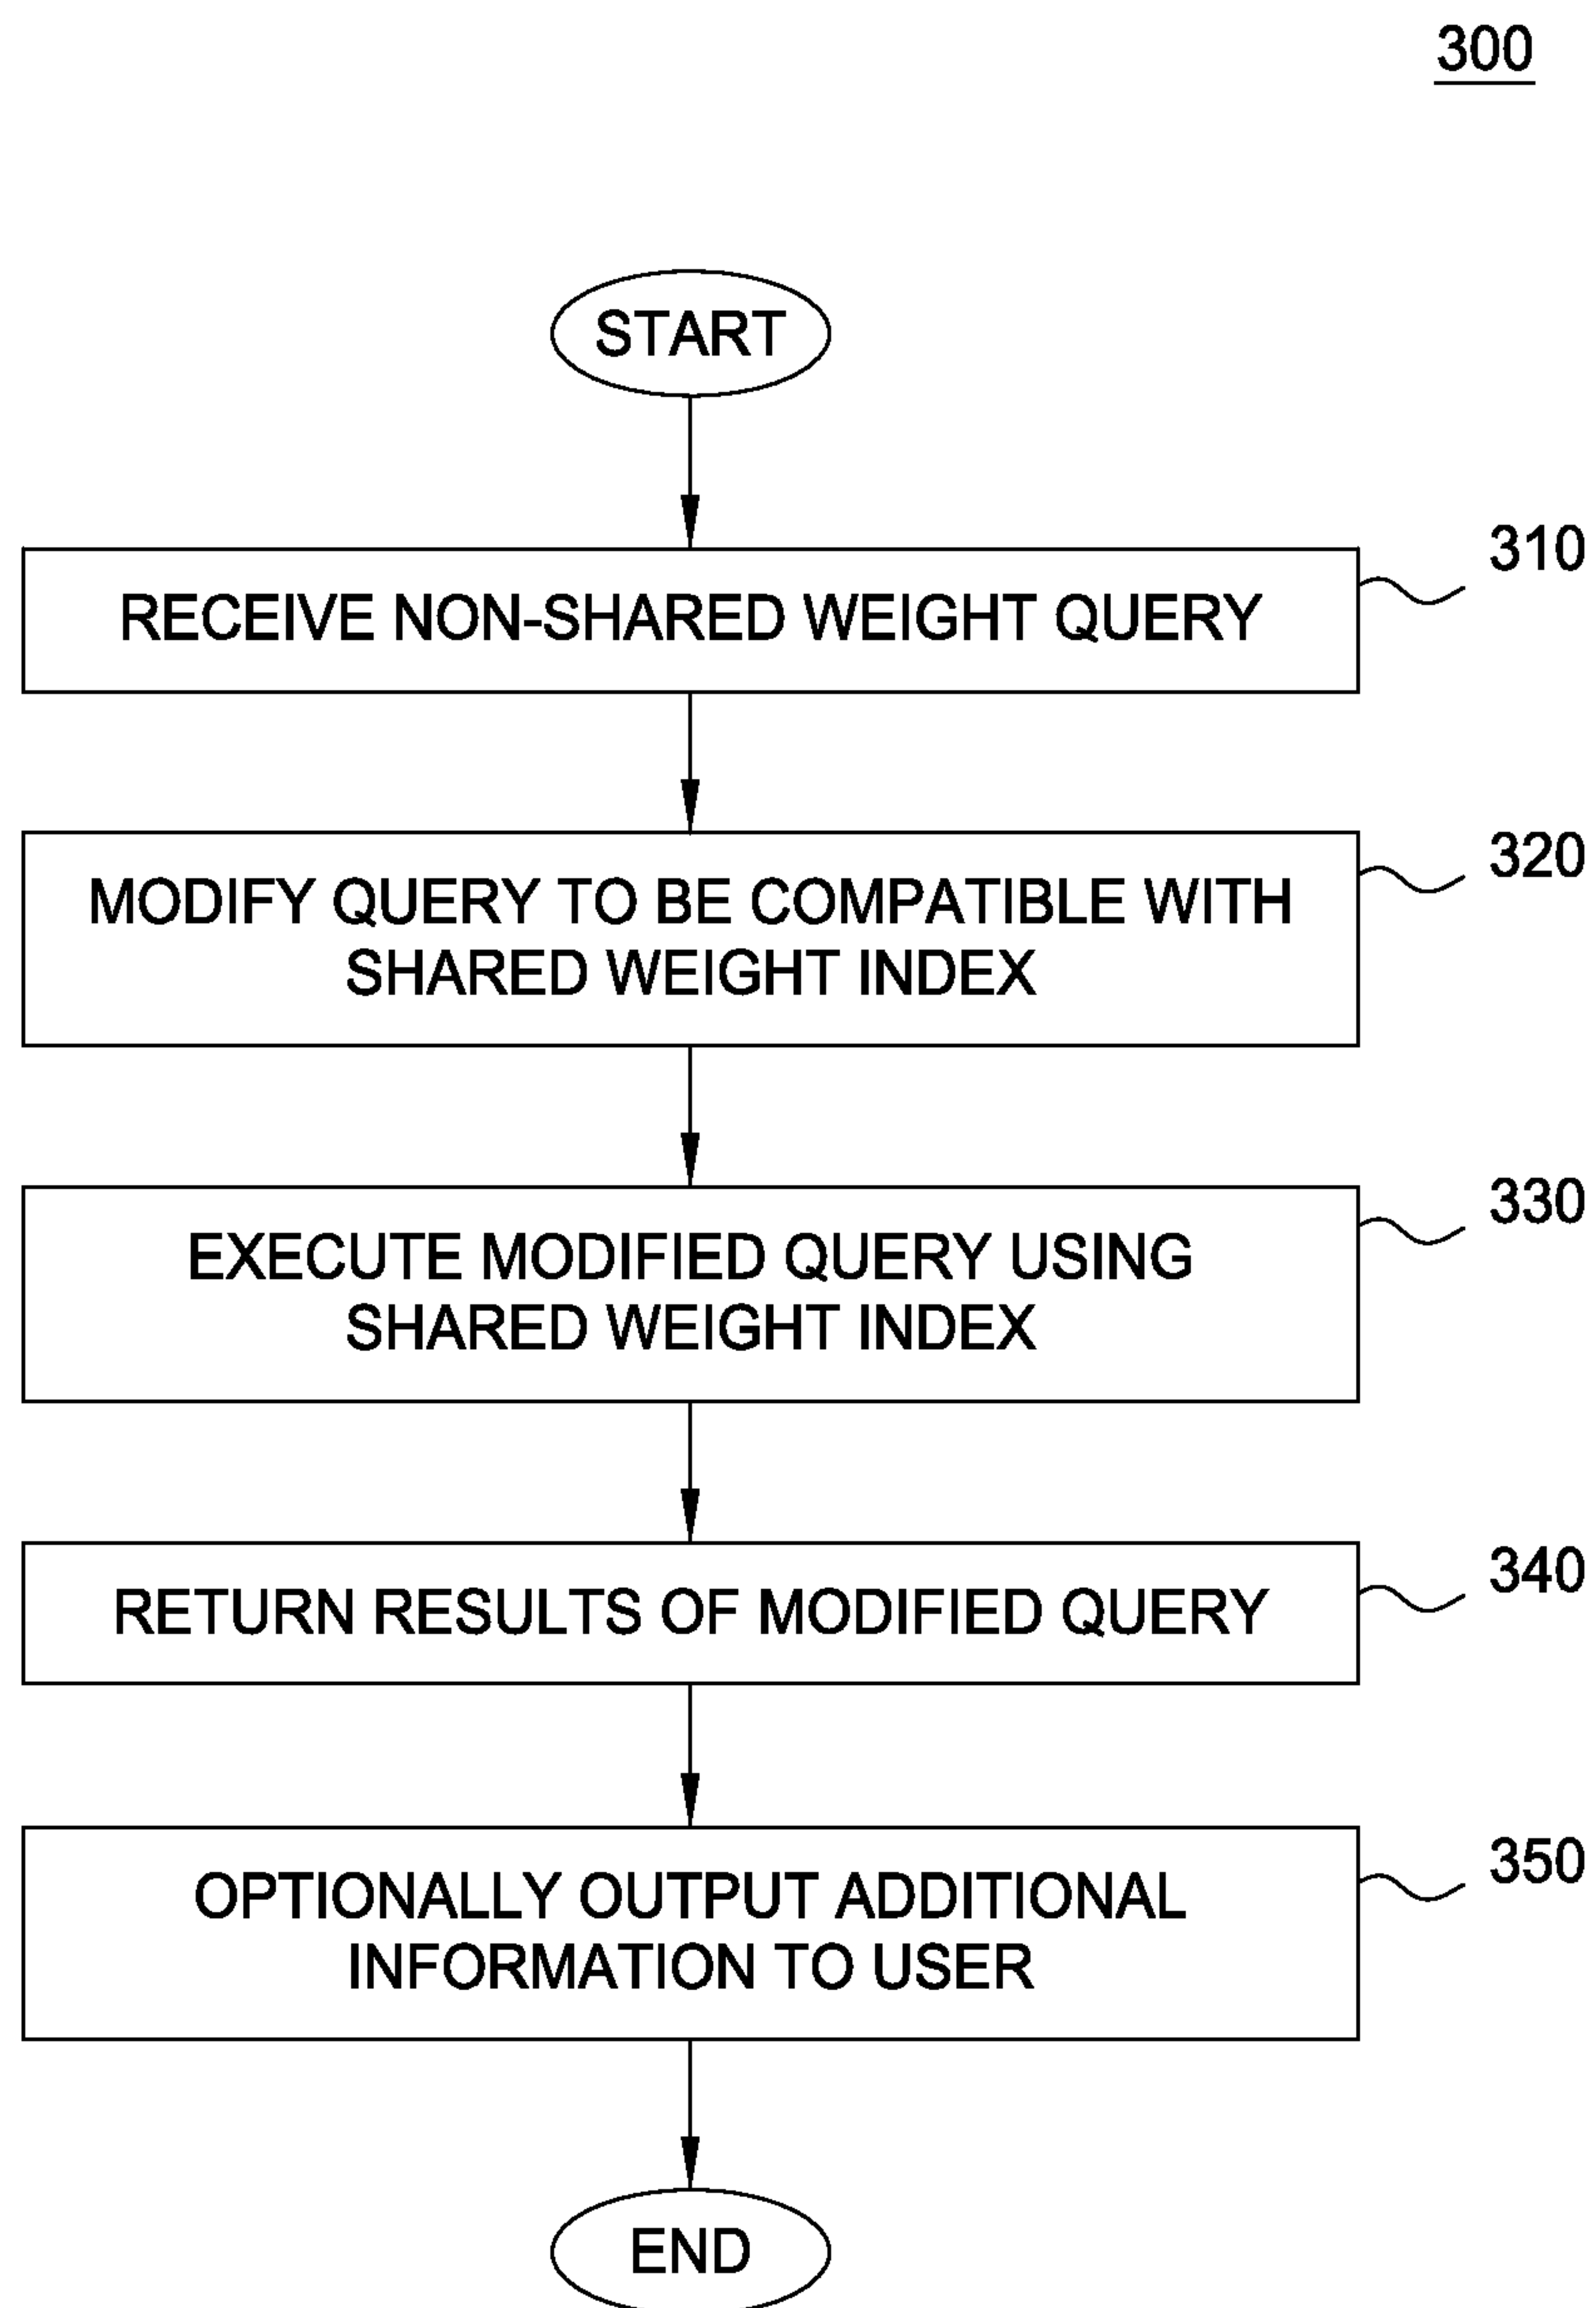 300
START
RECEIVE NON-SHARED WEIGHT QUERY
310
MODIFY QUERY TO BE COMPATIBLE WITH
SHARED WEIGHT INDEX
320
EXECUTE MODIFIED QUERY USING
SHARED WEIGHT INDEX
330
RETURN RESULTS OF MODIFIED QUERY
340
OPTIONALLY OUTPUT ADDITIONAL
INFORMATION TO USER
350
END